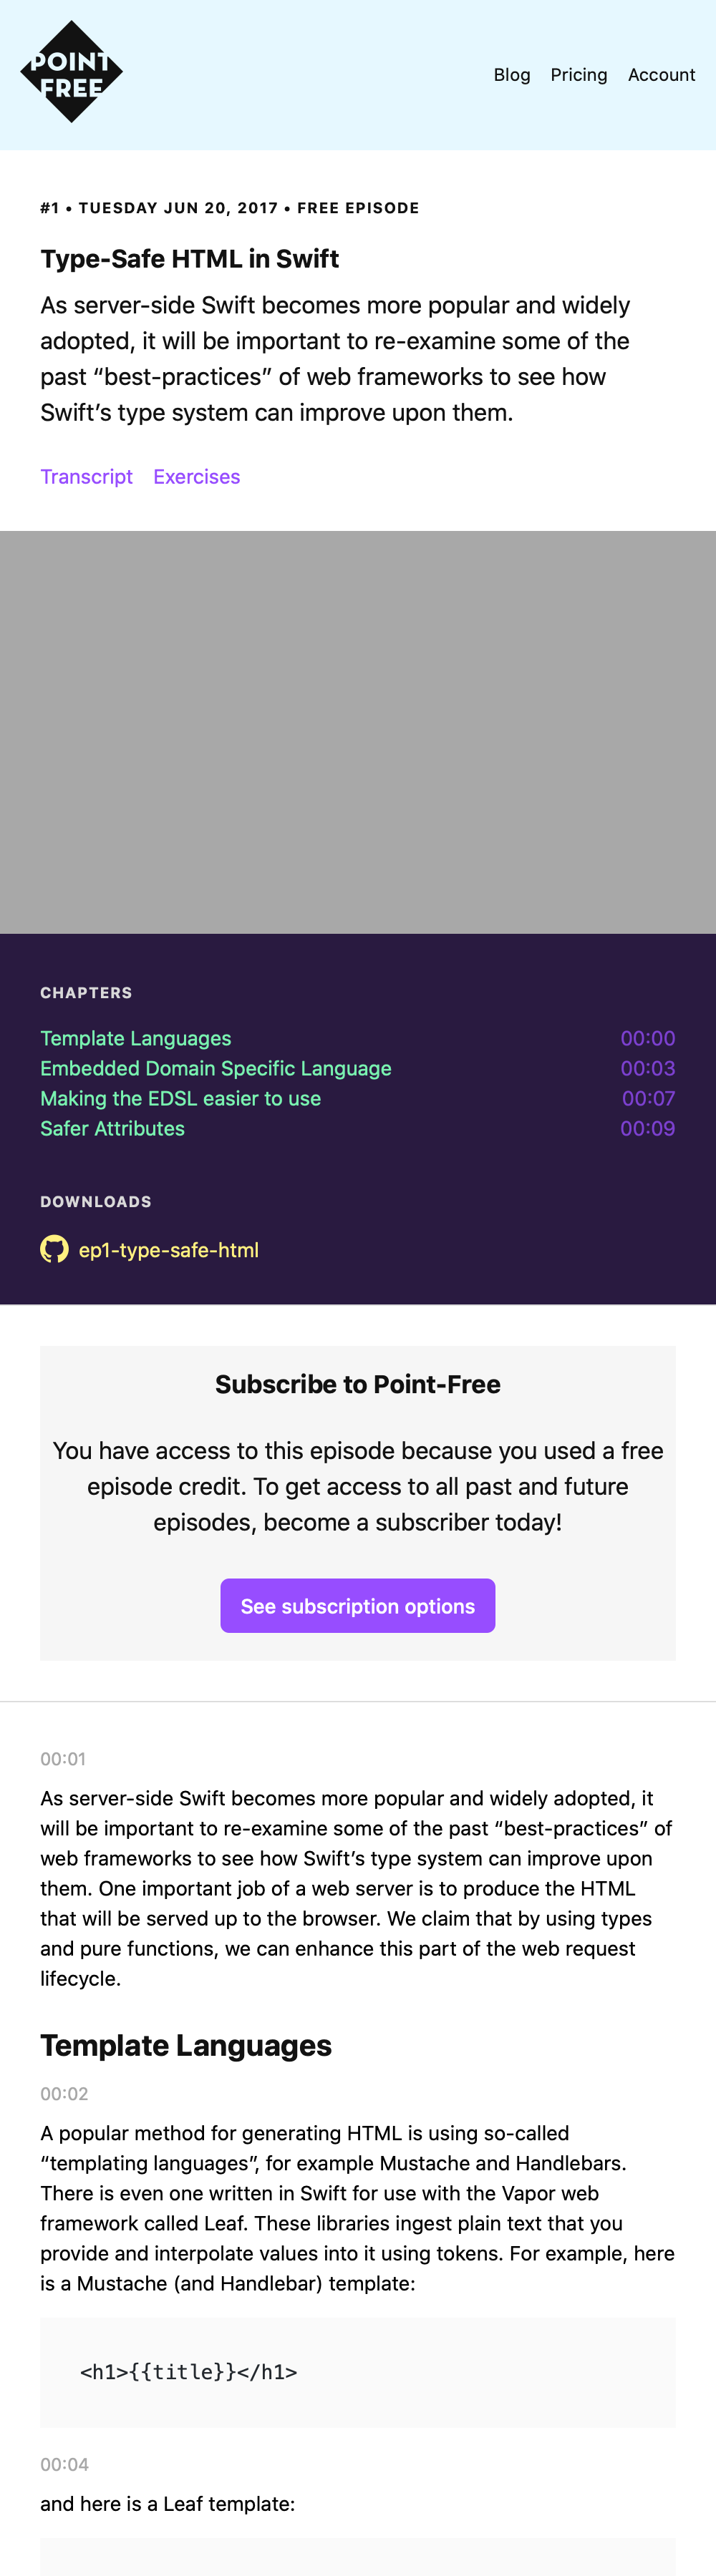 POINT
FREE
Blog Pricing Account
#1 • TUESDAY JUN 20, 2017 • FREE EPISODE
Type-Safe HTML in Swift
As server-side Swift becomes more popular and widely
adopted, it will be important to re-examine some of the
past “best-practices” of web frameworks to see how
Swift’s type system can improve upon them.
Transcript Exercises
CHAPTERS
Template Languages 00:00
Embedded Domain Specific Language 00:03
Making the EDSL easier to use 00:07
Safer Attributes 00:09
DOWNLOADS
ep1-type-safe-html
Subscribe to Point-Free
You have access to this episode because you used a free
episode credit. To get access to all past and future
episodes, become a subscriber today!
See subscription options
00:01
As server-side Swift becomes more popular and widely adopted, it
will be important to re-examine some of the past “best-practices” of
web frameworks to see how Swift’s type system can improve upon
them. One important job of a web server is to produce the HTML
that will be served up to the browser. We claim that by using types
and pure functions, we can enhance this part of the web request
lifecycle.
Template Languages
00:02
A popular method for generating HTML is using so-called
“templating languages”, for example Mustache and Handlebars.
There is even one written in Swift for use with the Vapor web
framework called Leaf. These libraries ingest plain text that you
provide and interpolate values into it using tokens. For example, here
is a Mustache (and Handlebar) template:
<h1>{{title}}</h1>
00:04
and here is a Leaf template: